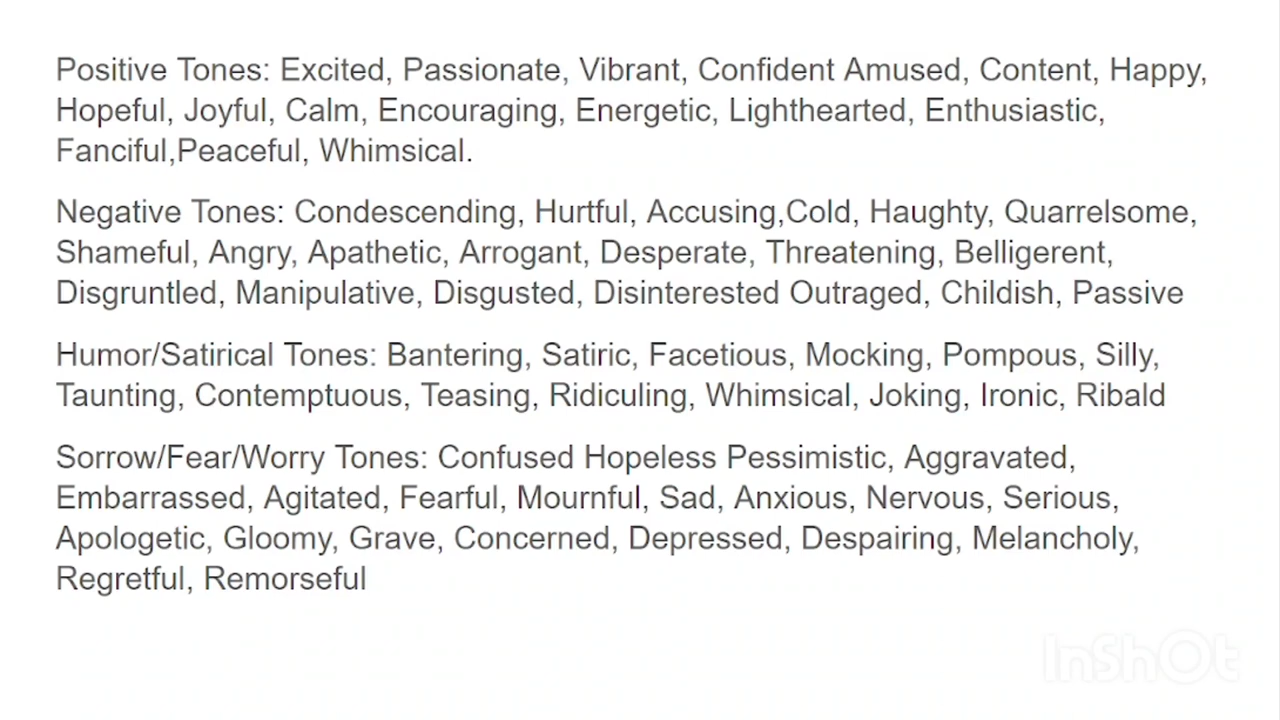 Positive Tones: Excited, Passionate, Vibrant, Confident Amused, Content, Happy,
Hopeful, Joyful, Calm, Encouraging, Energetic, Lighthearted, Enthusiastic,
Fanciful,Peaceful, Whimsical.
Negative Tones: Condescending, Hurtful, Accusing,Cold, Haughty, Quarrelsome,
Shameful, Angry, Apathetic, Arrogant, Desperate, Threatening, Belligerent,
Disgruntled, Manipulative, Disgusted, Disinterested Outraged, Childish, Passive
Humor/Satirical Tones: Bantering, Satiric, Facetious, Mocking, Pompous, Silly,
Taunting, Contemptuous, Teasing, Ridiculing, Whimsical, Joking, Ironic, Ribald
Sorrow/Fear/Worry Tones: Confused Hopeless Pessimistic, Aggravated,
Embarrassed, Agitated, Fearful, Mournful, Sad, Anxious, Nervous, Serious,
Apologetic, Gloomy, Grave, Concerned, Depressed, Despairing, Melancholy,
Regretful, Remorseful
InShOt